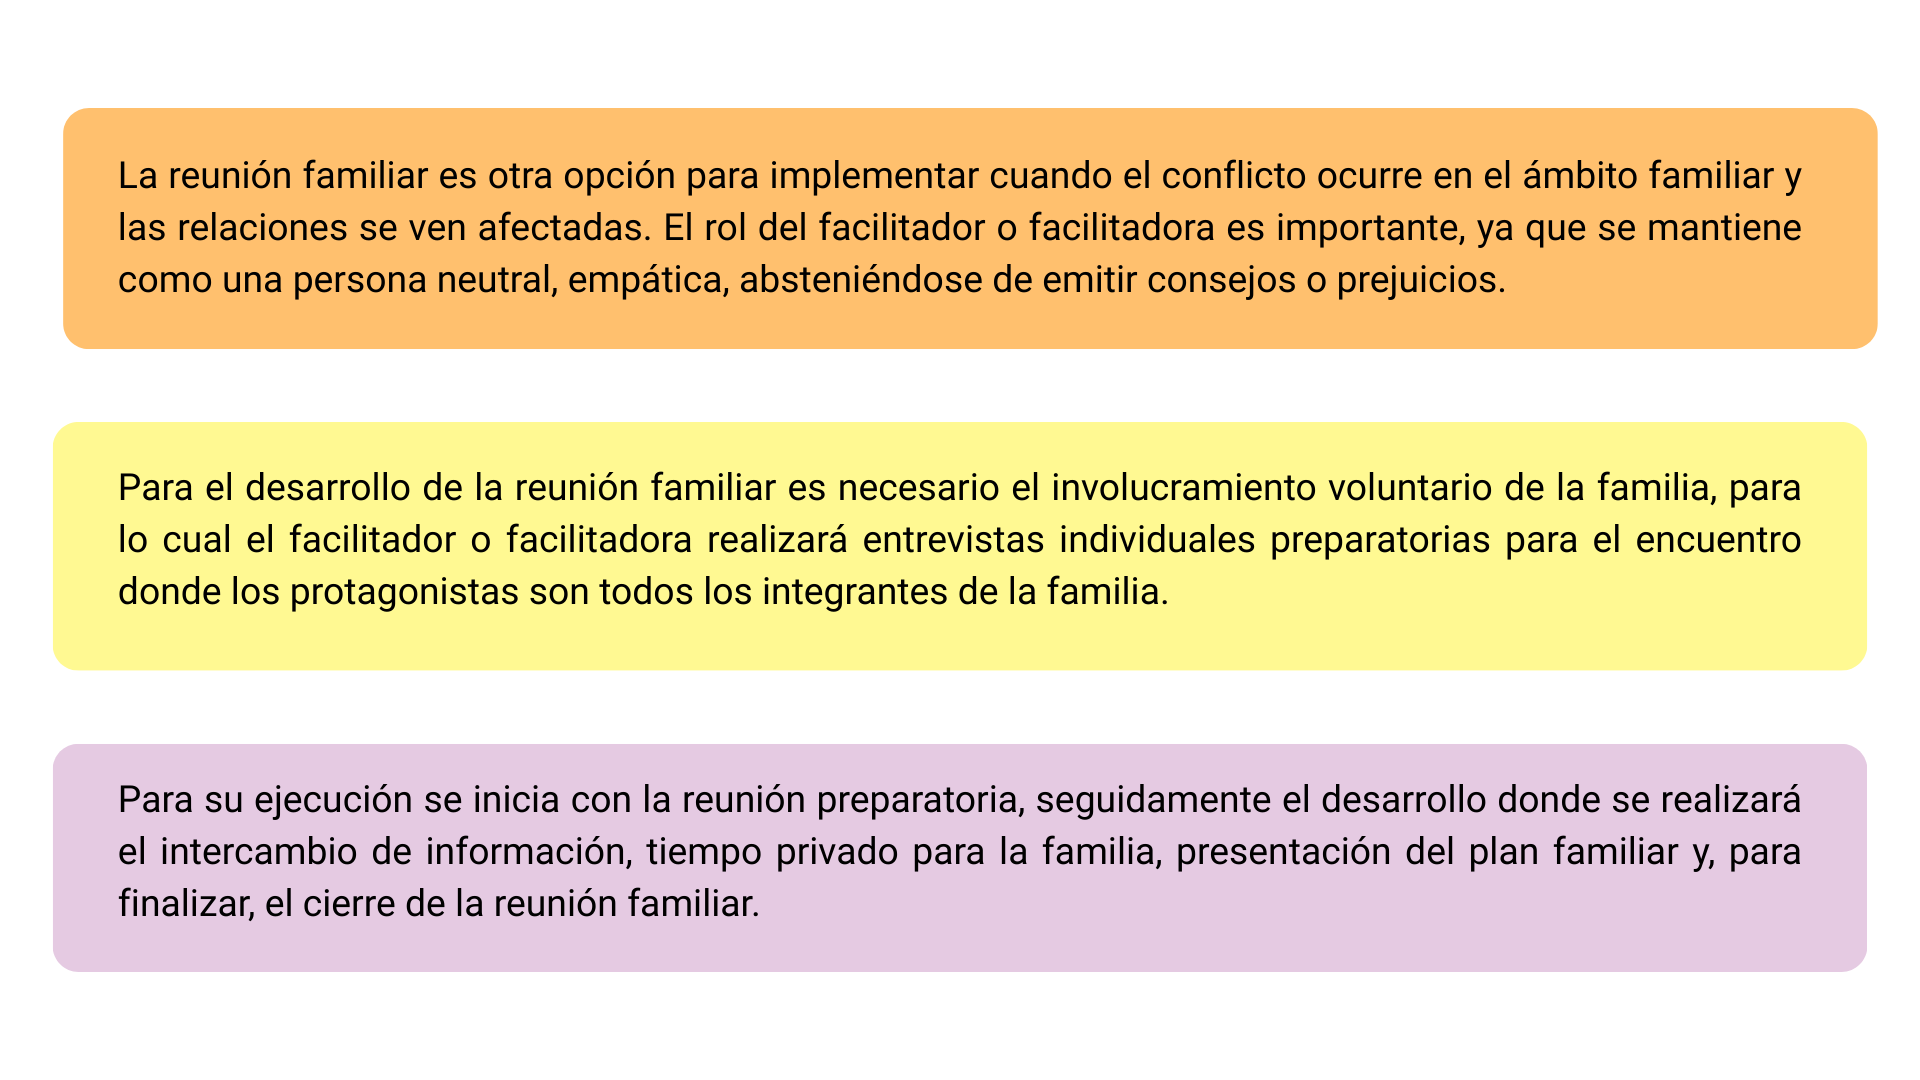 La reunión familiar es otra opción para implementar cuando el conflicto ocurre en el ámbito familiar y
las relaciones se ven afectadas. El rol del facilitador o facilitadora es importante, ya que se mantiene
como una persona neutral, empática, absteniéndose de emitir consejos o prejuicios.
Para el desarrollo de la reunión familiar es necesario el involucramiento voluntario de la familia, para
lo cual el facilitador o facilitadora realizará entrevistas individuales preparatorias para el encuentro
donde los protagonistas son todos los integrantes de la familia.
Para su ejecución se inicia con la reunión preparatoria, seguidamente el desarrollo donde se realizará
el intercambio de información, tiempo privado para la familia, presentación del plan familiar y, para
finalizar, el cierre de la reunión familiar.